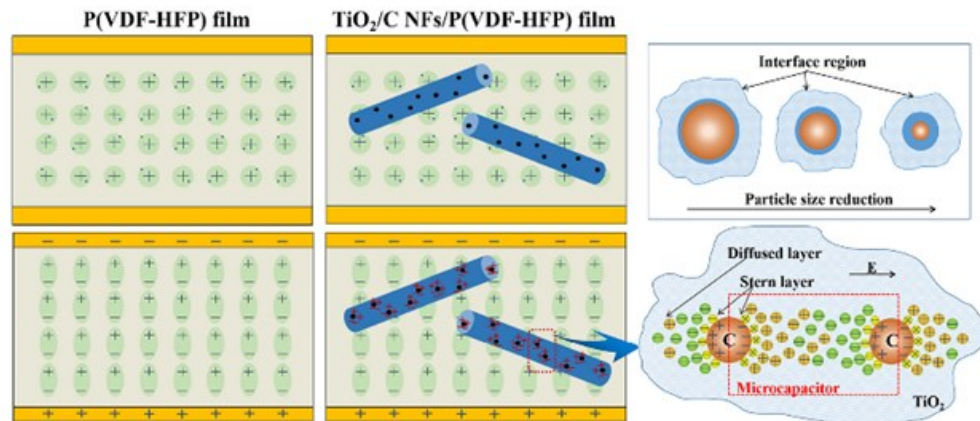 P(VDF-HFP) film
TiO₂/C NFs/P(VDF-HFP) film
Interface region
Particle size reduction
Diffused layer
E
Stern layer
C
C
Microcapacitor
TiO₂